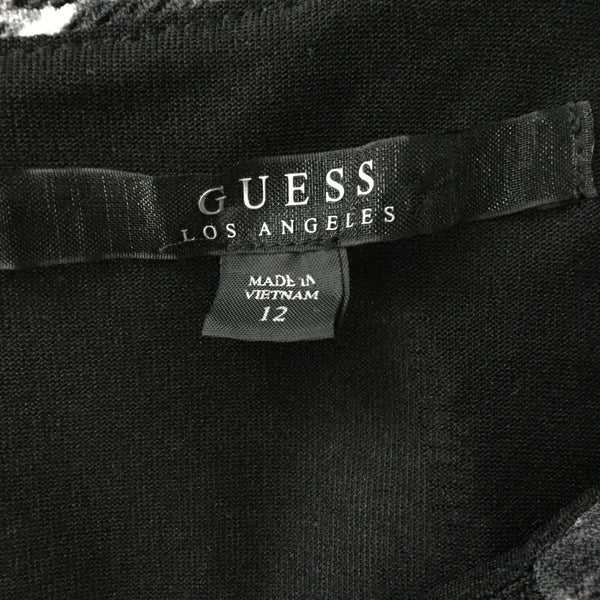 GUESS
LOS ANGELES
MADE IN
VIETNAM
12